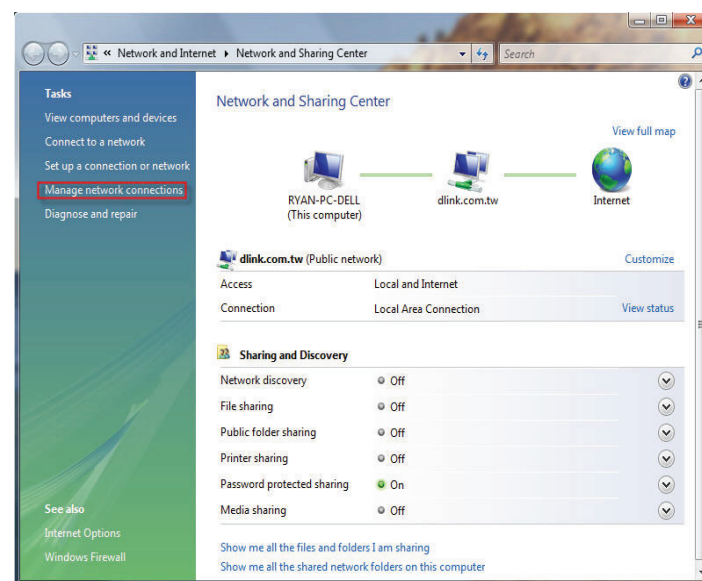 « Network and Internet ▸ Network and Sharing Center
Search
Tasks
View computers and devices
Connect to a network
Set up a connection or network
Manage network connections
Diagnose and repair
See also
Internet Options
Windows Firewall
Network and Sharing Center
View full map
RYAN-PC-DELL
(This computer)
dlink.com.tw
Internet
dlink.com.tw (Public network)
Customize
Access Local and Internet
Connection Local Area Connection View status
Sharing and Discovery
Network discovery Off
File sharing Off
Public folder sharing Off
Printer sharing Off
Password protected sharing On
Media sharing Off
Show me all the files and folders I am sharing
Show me all the shared network folders on this computer